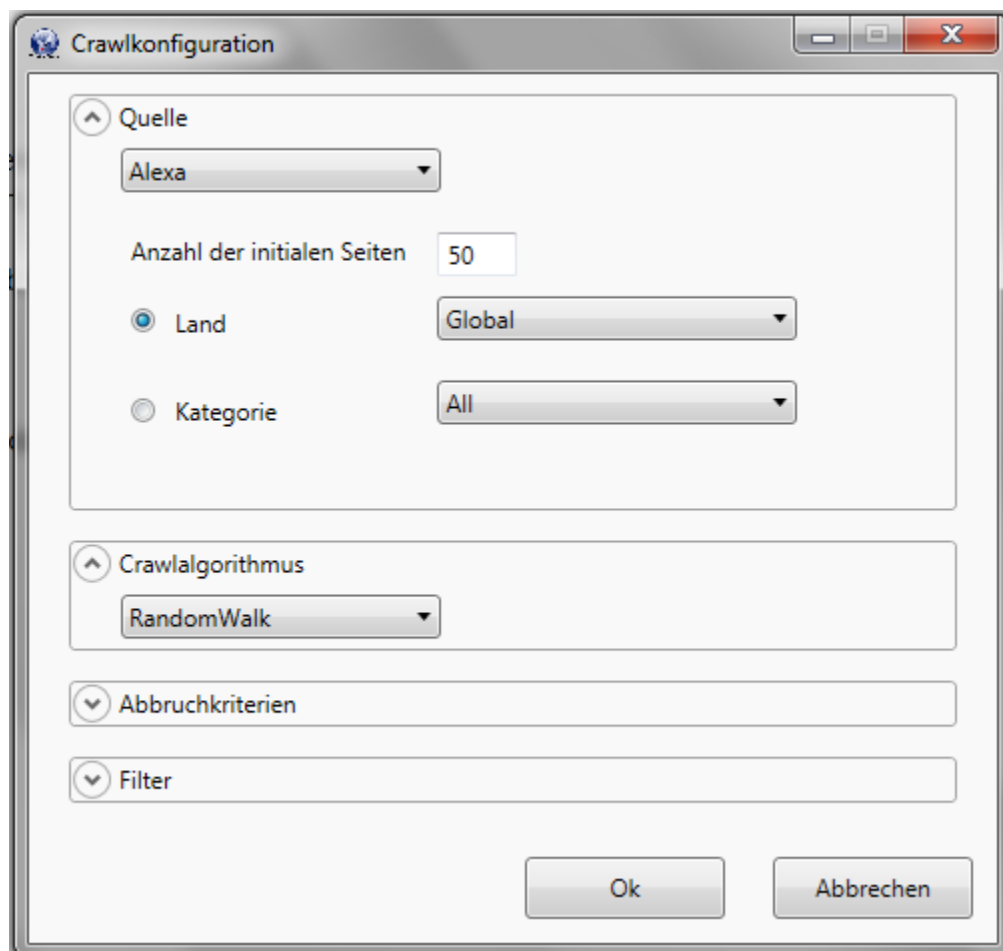 Crawlkonfiguration
Quelle
Alexa
Anzahl der initialen Seiten 50
Land Global
Kategorie All
Crawlalgorithmus
RandomWalk
Abbruchkriterien
Filter
Ok Abbrechen